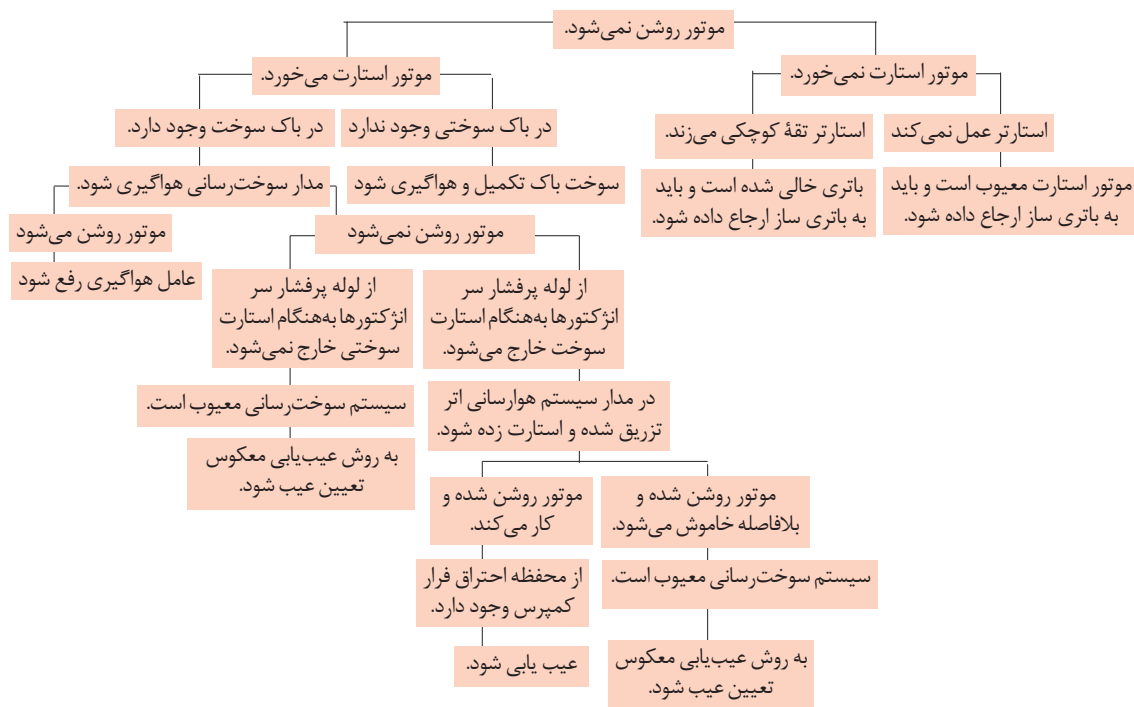 موتور روشن نمی‌شود.
موتور استارت نمی‌خورد.
موتور استارت می‌خورد.
استارتر عمل نمی‌کند
استارتر تقهٔ کوچکی می‌زند.
در باک سوختی وجود ندارد
در باک سوخت وجود دارد.
موتور استارت معیوب است و باید
به باتری ساز ارجاع داده شود.
باتری خالی شده است و باید
به باتری ساز ارجاع داده شود.
سوخت باک تکمیل و هواگیری شود
مدار سوخت‌رسانی هواگیری شود.
موتور روشن نمی‌شود
موتور روشن می‌شود
عامل هواگیری رفع شود
از لوله پرفشار سر
انژکتورها به‌هنگام استارت
سوخت خارج می‌شود.
از لوله پرفشار سر
انژکتورها به‌هنگام استارت
سوختی خارج نمی‌شود.
در مدار سیستم هوارسانی اتر
تزریق شده و استارت زده شود.
سیستم سوخت‌رسانی معیوب است.
به روش عیب‌یابی معکوس
تعیین عیب شود.
موتور روشن شده و
بلافاصله خاموش می‌شود.
موتور روشن شده و
کار می‌کند.
سیستم سوخت‌رسانی معیوب است.
از محفظه احتراق فرار
کمپرس وجود دارد.
به روش عیب‌یابی معکوس
تعیین عیب شود.
عیب یابی شود.